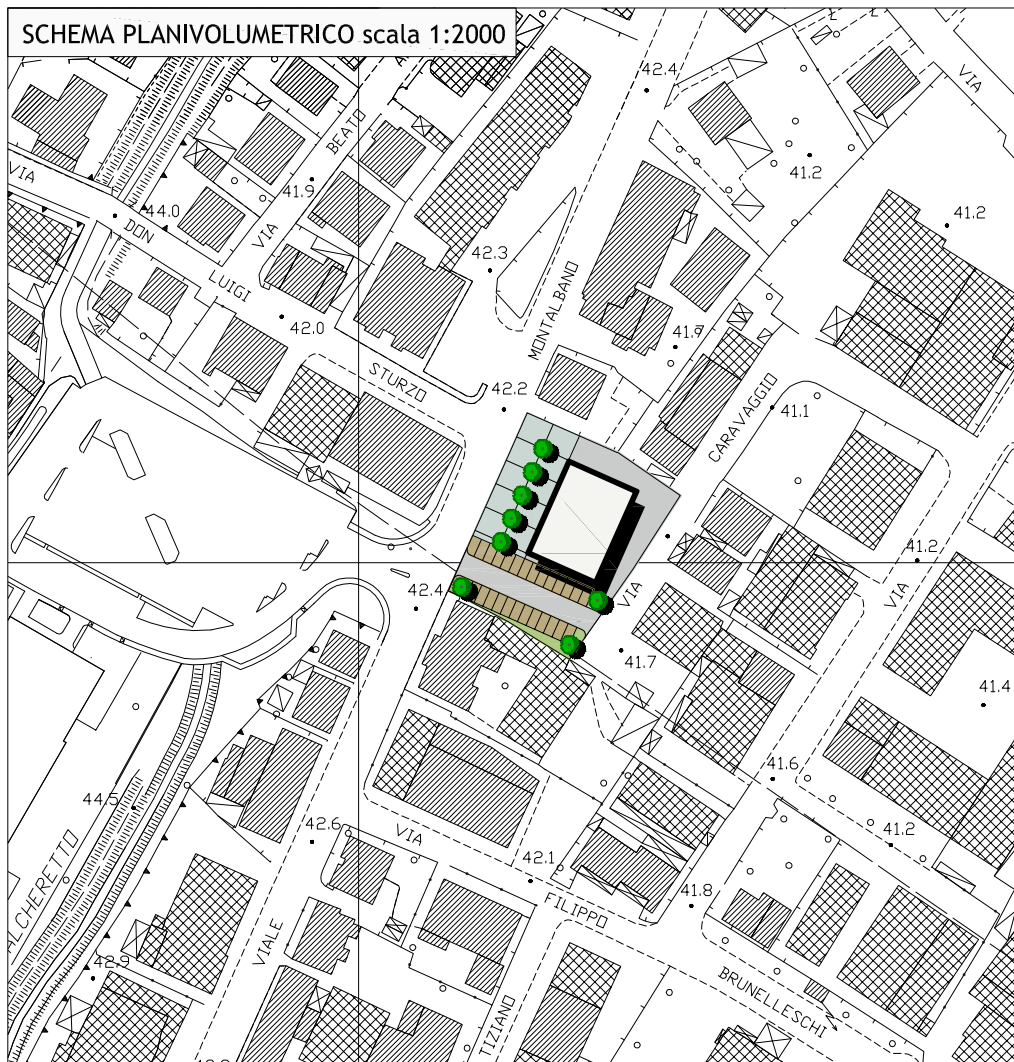 SCHEMA PLANIVOLUMETRICO scala 1:2000
42.4
VIA
BEATO
41.2
VIA
41.9
44.0
DON
VIA
41.2
42.3
LUIGI
42.0
MONTALBANO
41.7
STURZO
42.2
CARAVAGGIO
41.1
41.2
42.4
VIA
VIA
41.7
41.4
41.6
44.5
42.6
VIA
41.2
42.1
41.8
FILIPPO
ALCHERETTO
VIALE
42.9
BRUNELLESCHI
TIZIANO